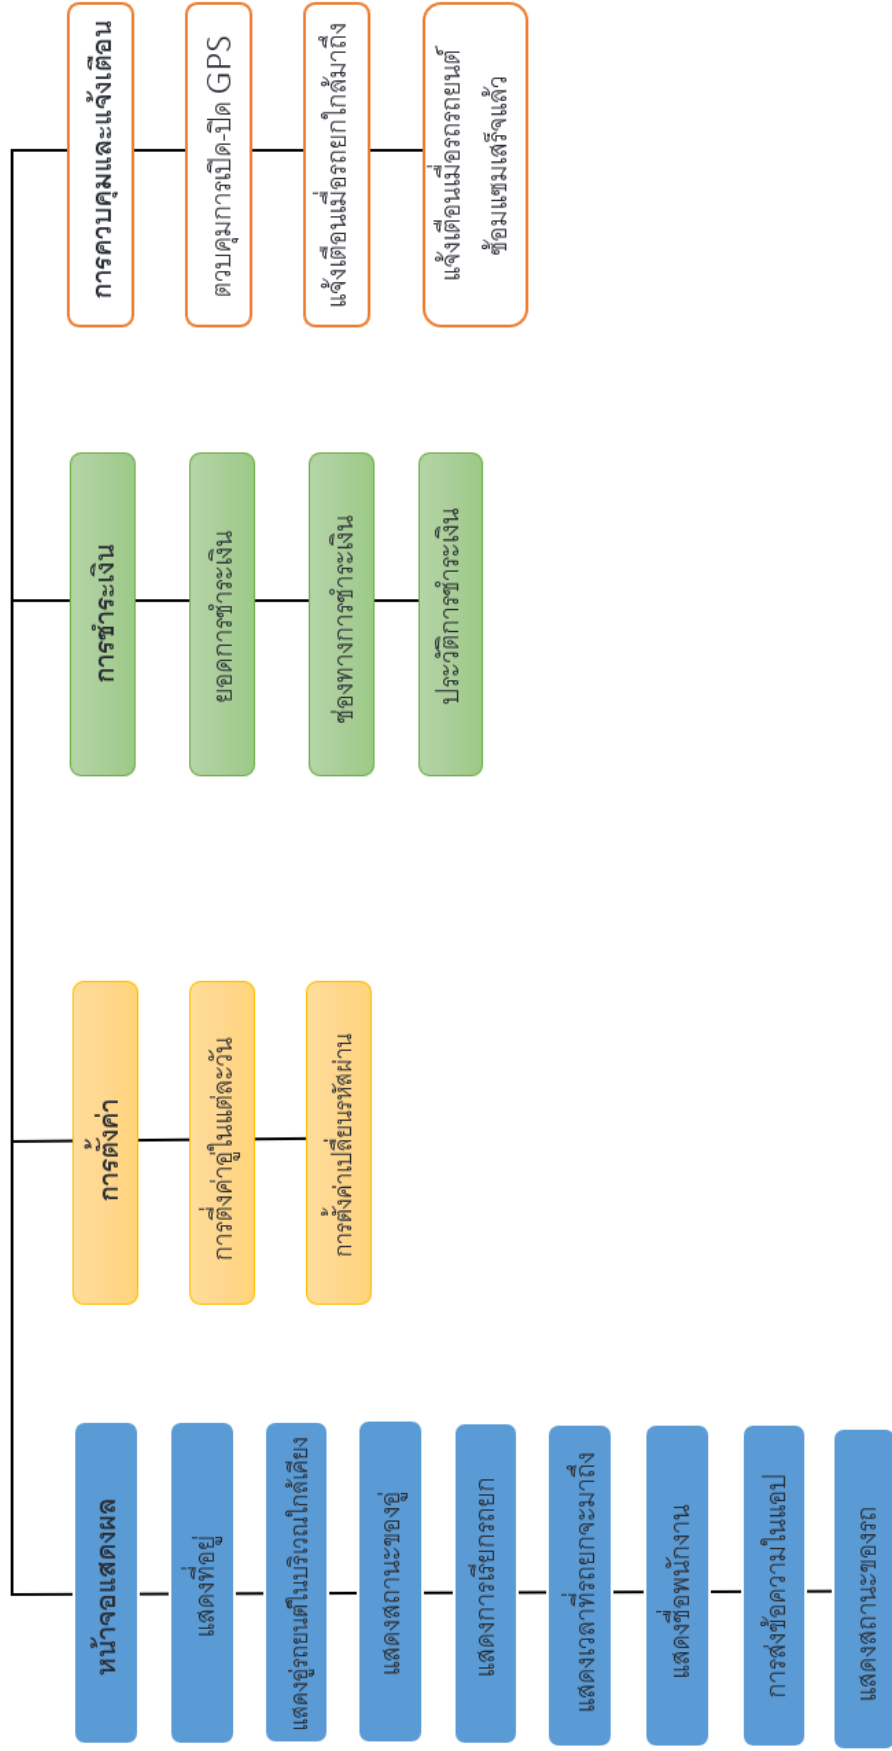 หน้าจอแสดงผล
แสดงที่อยู่
แสดงอู่รถยนต์ในบริเวณใกล้เคียง
แสดงสถานะของอู่
แสดงการเรียกรถยก
แสดงเวลาที่รถยกจะมาถึง
แสดงชื่อพนักงาน
การส่งข้อความในแอป
แสดงสถานะของรถ
การตั้งค่า
การตึ่งค่าอู่ในแต่ละวัน
การตั้งค่าเปลี่ยนรหัสผ่าน
การชำระเงิน
ยอดการชำระเงิน
ช่องทางการชำระเงิน
ประวัติการชำระเงิน
การควบคุมและแจ้งเตือน
ตวบคุมการเปิด-ปิด GPS
แจ้งเตือนเมื่อรถยกใกล้มาถึง
แจ้งเตือนเมื่อรถรถยนต์
ซ้อมแซมเสร็จแล้ว